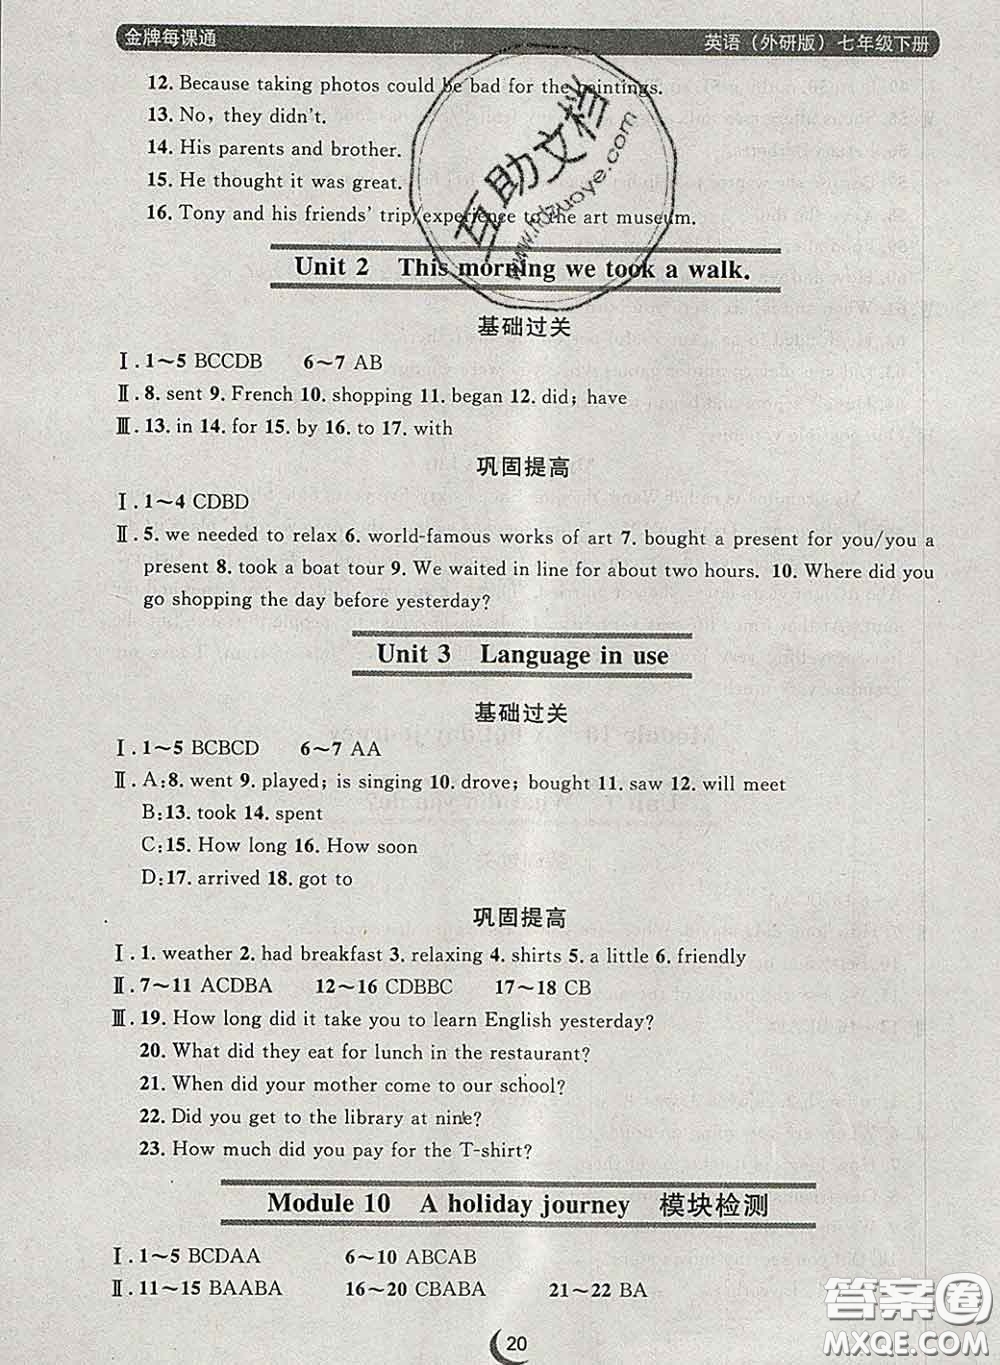 金牌每课通
英语（外研版）七年级下册
12. Because taking photos could be bad for the paintings.
13. No, they didn't.
14. His parents and brother.
15. He thought it was great.
16. Tony and his friends' trip/experience to the art museum.
Unit 2 This morning we took a walk.
基础过关
Ⅰ. 1～5 BCCDB 6～7 AB
Ⅱ. 8. sent 9. French 10. shopping 11. began 12. did; have
Ⅲ. 13. in 14. for 15. by 16. to 17. with
巩固提高
Ⅰ. 1～4 CDBD
Ⅱ. 5. we needed to relax 6. world-famous works of art 7. bought a present for you/you a
present 8. took a boat tour 9. We waited in line for about two hours. 10. Where did you
go shopping the day before yesterday?
Unit 3 Language in use
基础过关
Ⅰ. 1～5 BCBCD 6～7 AA
Ⅱ. A: 8. went 9. played; is singing 10. drove; bought 11. saw 12. will meet
B: 13. took 14. spent
C: 15. How long 16. How soon
D: 17. arrived 18. got to
巩固提高
Ⅰ. 1. weather 2. had breakfast 3. relaxing 4. shirts 5. a little 6. friendly
Ⅱ. 7～11 ACDBA 12～16 CDBBC 17～18 CB
Ⅲ. 19. How long did it take you to learn English yesterday?
20. What did they eat for lunch in the restaurant?
21. When did your mother come to our school?
22. Did you get to the library at nine?
23. How much did you pay for the T-shirt?
Module 10 A holiday journey 模块检测
Ⅰ. 1～5 BCDAA 6～10 ABCAB
Ⅱ. 11～15 BAABA 16～20 CBABA 21～22 BA
20
互助文档
www.hdzuoye.com
答案圈
MXQE.COM